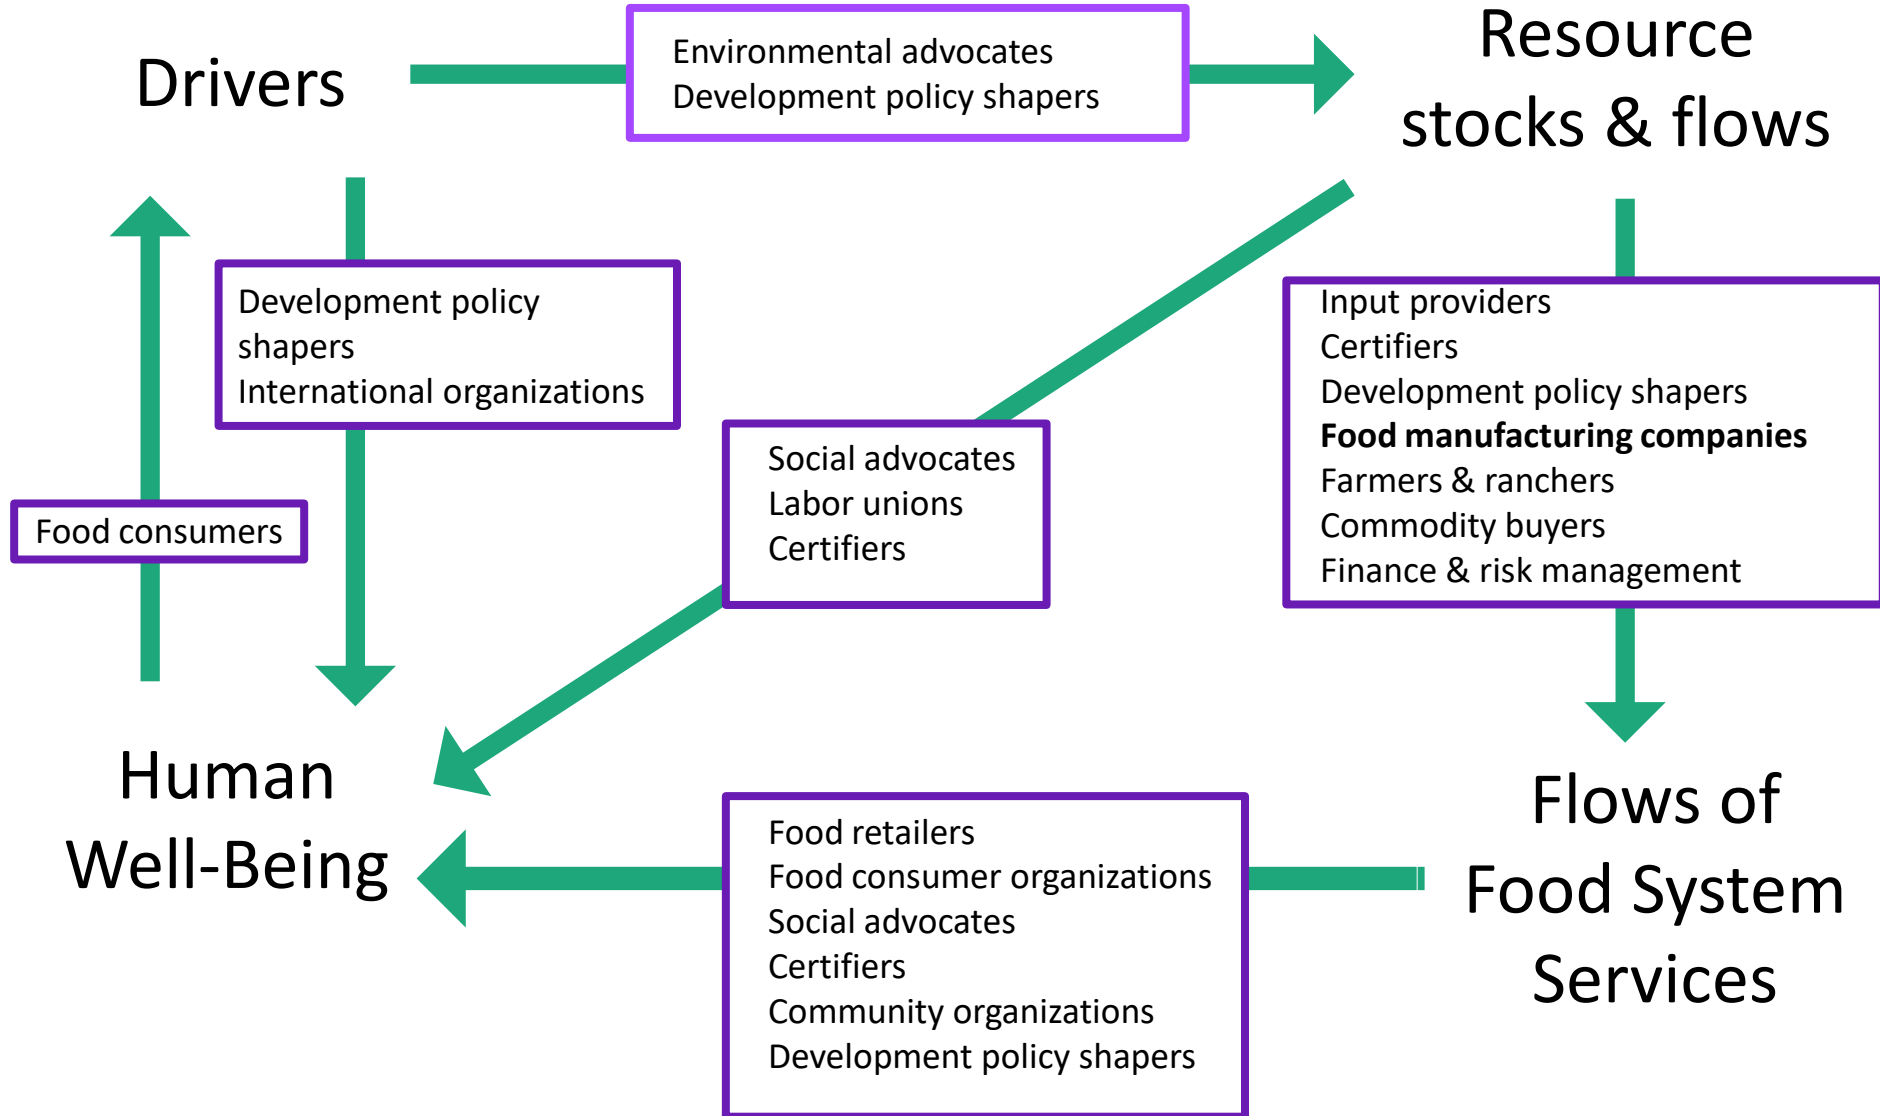 Drivers
Environmental advocates
Development policy shapers
Resource
stocks & flows
Development policy
shapers
International organizations
Input providers
Certifiers
Development policy shapers
Food manufacturing companies
Farmers & ranchers
Commodity buyers
Finance & risk management
Social advocates
Labor unions
Certifiers
Food consumers
Human
Well-Being
Food retailers
Food consumer organizations
Social advocates
Certifiers
Community organizations
Development policy shapers
Flows of
Food System
Services